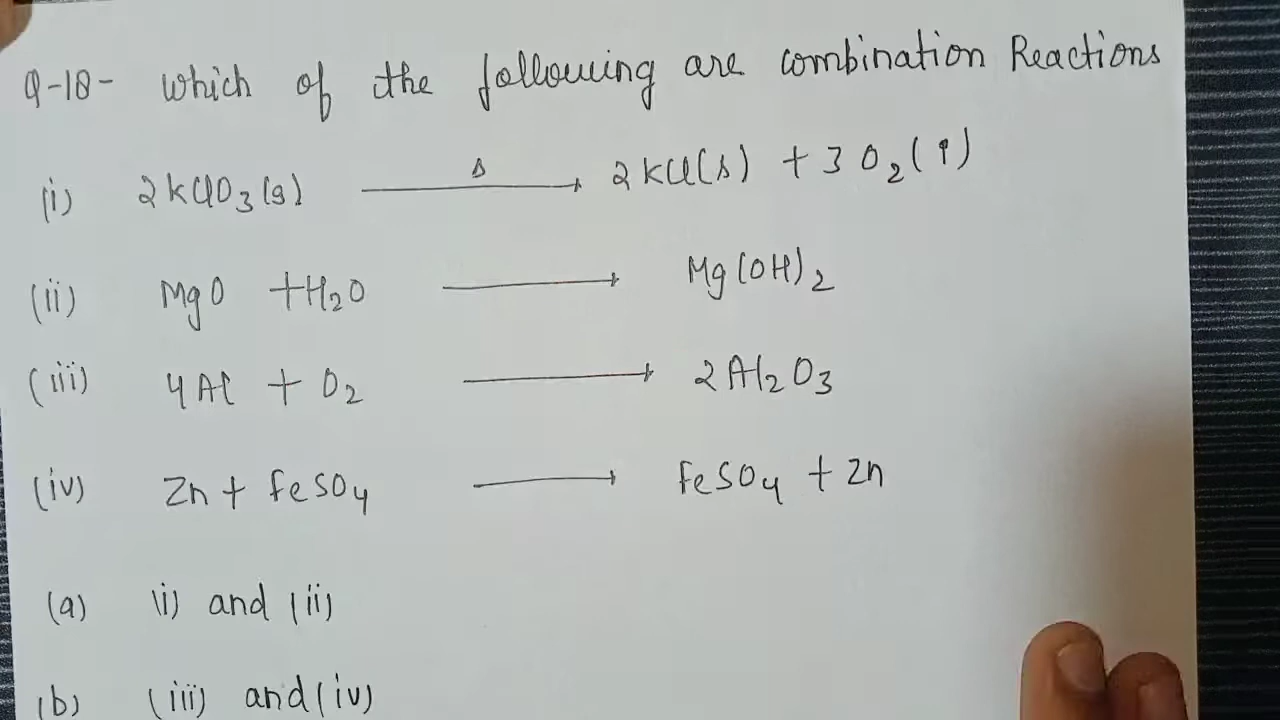 Q-18- which of the following are combination Reactions
(i) 2KClO3(g) Δ→ 2KCl(s) + 3O2(↑)
(ii) MgO +H2O → Mg(OH)2
(iii) 4Al + O2 → 2Al2O3
(iv) Zn + FeSO4 → FeSO4 + Zn
(a) (i) and (ii)
(b) (iii) and (iv)